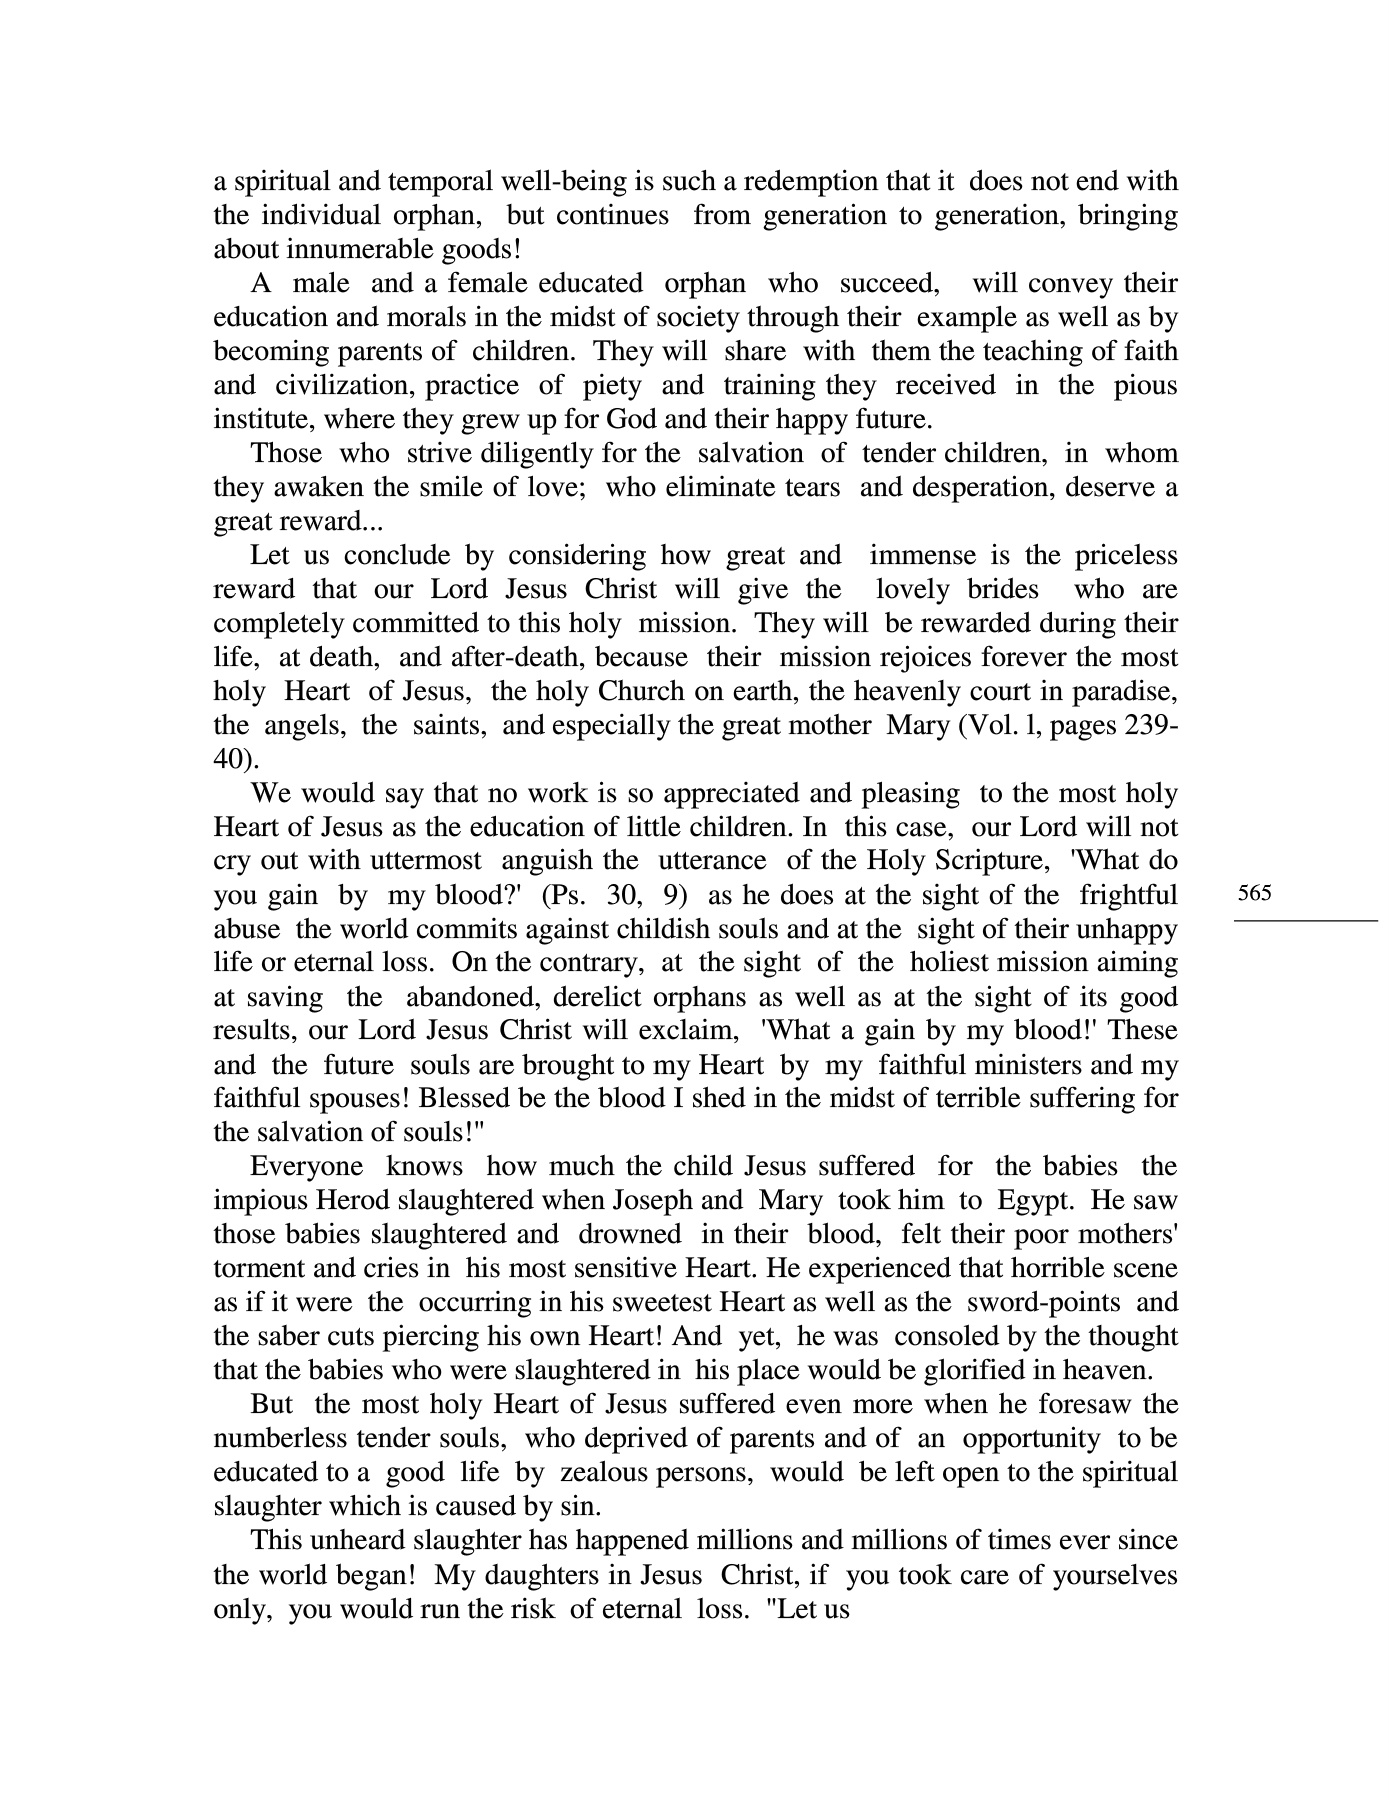 a spiritual and temporal well-being is such a redemption that it does not end with
the individual orphan, but continues from generation to generation, bringing
about innumerable goods!
A male and a female educated orphan who succeed, will convey their
education and morals in the midst of society through their example as well as by
becoming parents of children. They will share with them the teaching of faith
and civilization, practice of piety and training they received in the pious
institute, where they grew up for God and their happy future.
Those who strive diligently for the salvation of tender children, in whom
they awaken the smile of love; who eliminate tears and desperation, deserve a
great reward...
Let us conclude by considering how great and immense is the priceless
reward that our Lord Jesus Christ will give the lovely brides who are
completely committed to this holy mission. They will be rewarded during their
life, at death, and after-death, because their mission rejoices forever the most
holy Heart of Jesus, the holy Church on earth, the heavenly court in paradise,
the angels, the saints, and especially the great mother Mary (Vol. l, pages 239-
40).
We would say that no work is so appreciated and pleasing to the most holy
Heart of Jesus as the education of little children. In this case, our Lord will not
cry out with uttermost anguish the utterance of the Holy Scripture, 'What do
you gain by my blood?' (Ps. 30, 9) as he does at the sight of the frightful
abuse the world commits against childish souls and at the sight of their unhappy
life or eternal loss. On the contrary, at the sight of the holiest mission aiming
at saving the abandoned, derelict orphans as well as at the sight of its good
results, our Lord Jesus Christ will exclaim, 'What a gain by my blood!' These
and the future souls are brought to my Heart by my faithful ministers and my
faithful spouses! Blessed be the blood I shed in the midst of terrible suffering for
the salvation of souls!"
Everyone knows how much the child Jesus suffered for the babies the
impious Herod slaughtered when Joseph and Mary took him to Egypt. He saw
those babies slaughtered and drowned in their blood, felt their poor mothers'
torment and cries in his most sensitive Heart. He experienced that horrible scene
as if it were the occurring in his sweetest Heart as well as the sword-points and
the saber cuts piercing his own Heart! And yet, he was consoled by the thought
that the babies who were slaughtered in his place would be glorified in heaven.
But the most holy Heart of Jesus suffered even more when he foresaw the
numberless tender souls, who deprived of parents and of an opportunity to be
educated to a good life by zealous persons, would be left open to the spiritual
slaughter which is caused by sin.
This unheard slaughter has happened millions and millions of times ever since
the world began! My daughters in Jesus Christ, if you took care of yourselves
only, you would run the risk of eternal loss. "Let us
565